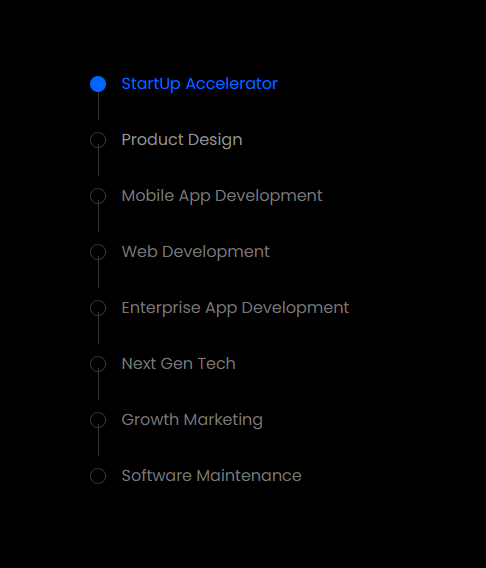 StartUp Accelerator
Product Design
Mobile App Development
Web Development
Enterprise App Development
Next Gen Tech
Growth Marketing
Software Maintenance